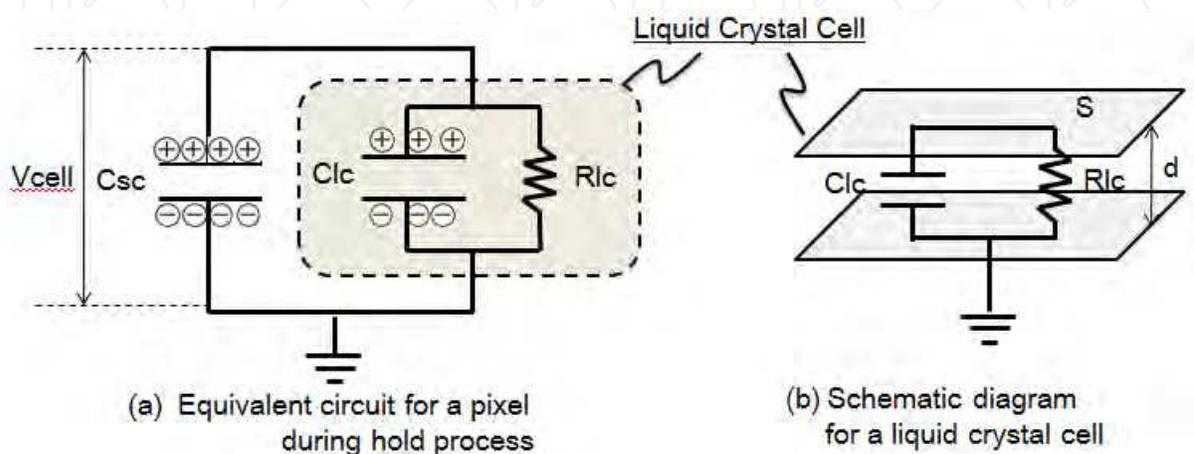 Liquid Crystal Cell
Vcell
Csc
⊕⊕⊕⊕
⊖⊖⊖⊖
Clc
⊕ ⊕ ⊕
⊖ ⊖⊖
Rlc
S
Clc
Rlc
d
(a) Equivalent circuit for a pixel
during hold process
(b) Schematic diagram
for a liquid crystal cell